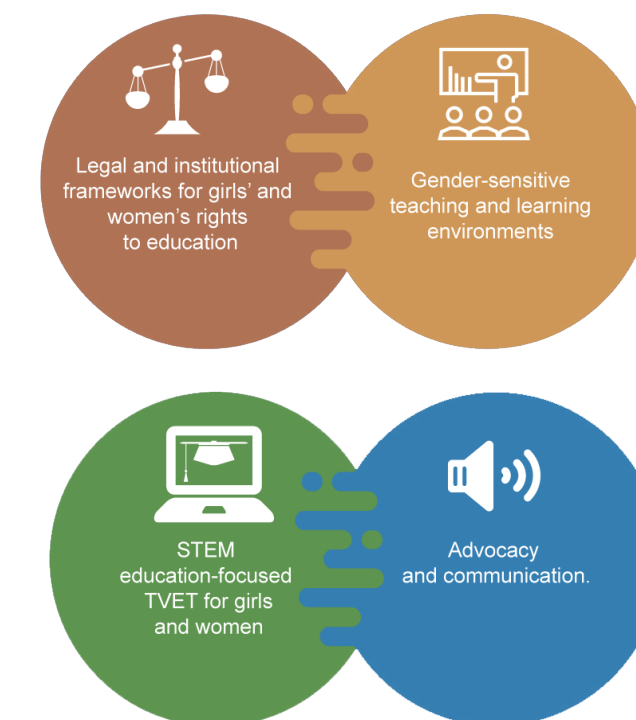 Legal and institutional
frameworks for girls’ and
women’s rights
to education
Gender-sensitive
teaching and learning
environments
STEM
education-focused
TVET for girls
and women
Advocacy
and communication.